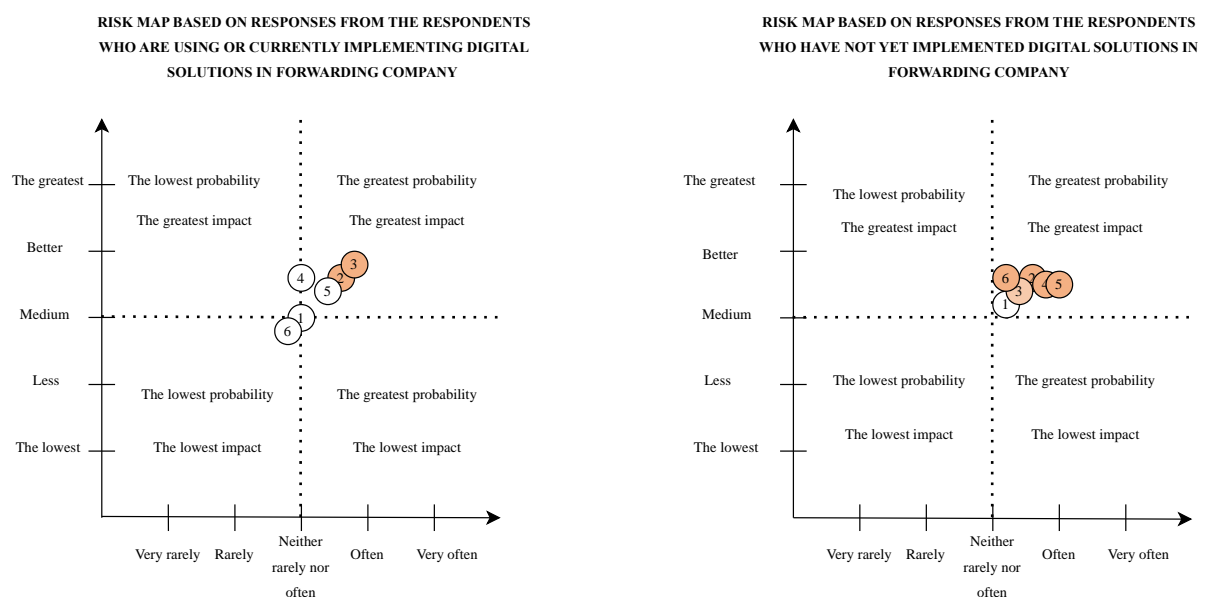 RISK MAP BASED ON RESPONSES FROM THE RESPONDENTS
WHO ARE USING OR CURRENTLY IMPLEMENTING DIGITAL
SOLUTIONS IN FORWARDING COMPANY
The greatest
The lowest probability
The greatest probability
The greatest impact
The greatest impact
Better
3
4
2
5
Medium
1
6
Less
The lowest probability
The greatest probability
The lowest
The lowest impact
The lowest impact
Very rarely
Rarely
Neither
rarely nor
often
Often
Very often
RISK MAP BASED ON RESPONSES FROM THE RESPONDENTS
WHO HAVE NOT YET IMPLEMENTED DIGITAL SOLUTIONS IN
FORWARDING COMPANY
The greatest
The lowest probability
The greatest probability
The greatest impact
The greatest impact
Better
6
2
4
5
3
1
Medium
Less
The lowest probability
The greatest probability
The lowest impact
The lowest impact
The lowest
Very rarely
Rarely
Neither
rarely nor
often
Often
Very often